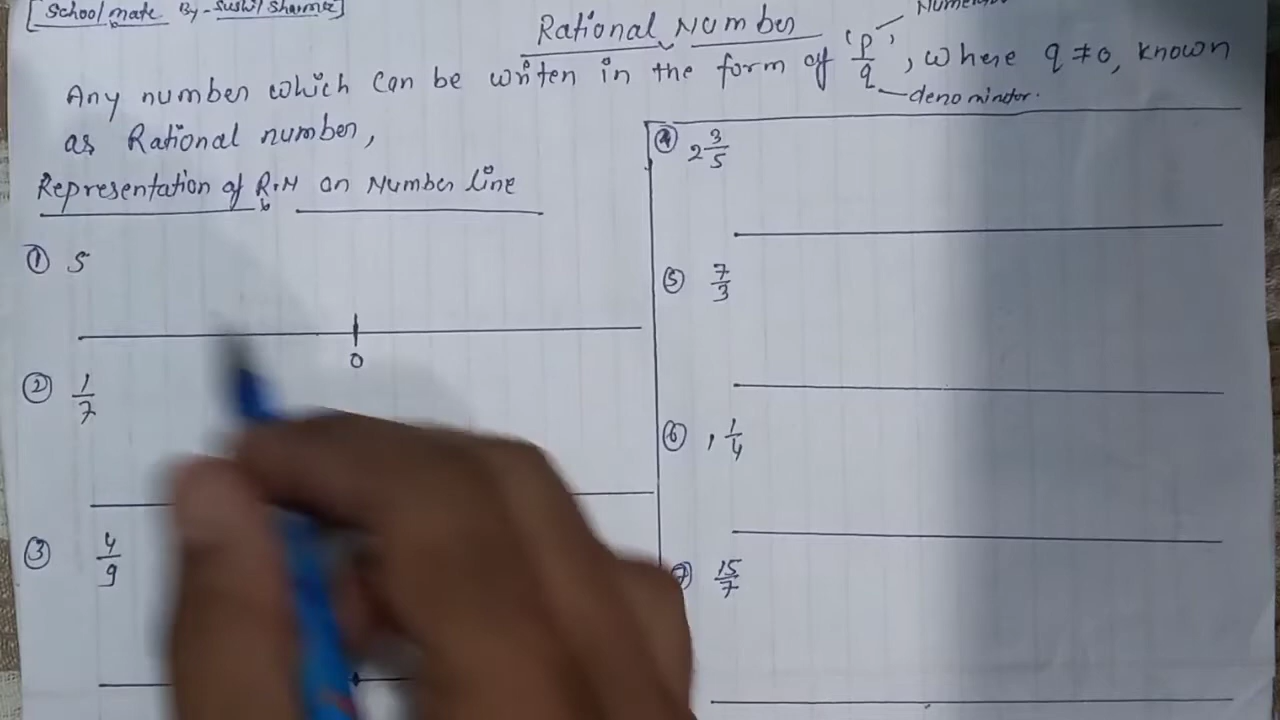 School mate By - Sushil Sharma
Rational Number
Any number which can be writen in the form of 'p/q', where q ≠ 0, known
denominator.
as Rational number,
Representation of R.N on Number line
① 5
0
② 1/7
③ 4/9
④ 2 3/5
⑤ 7/3
⑥ 1 1/4
⑦ 15/7